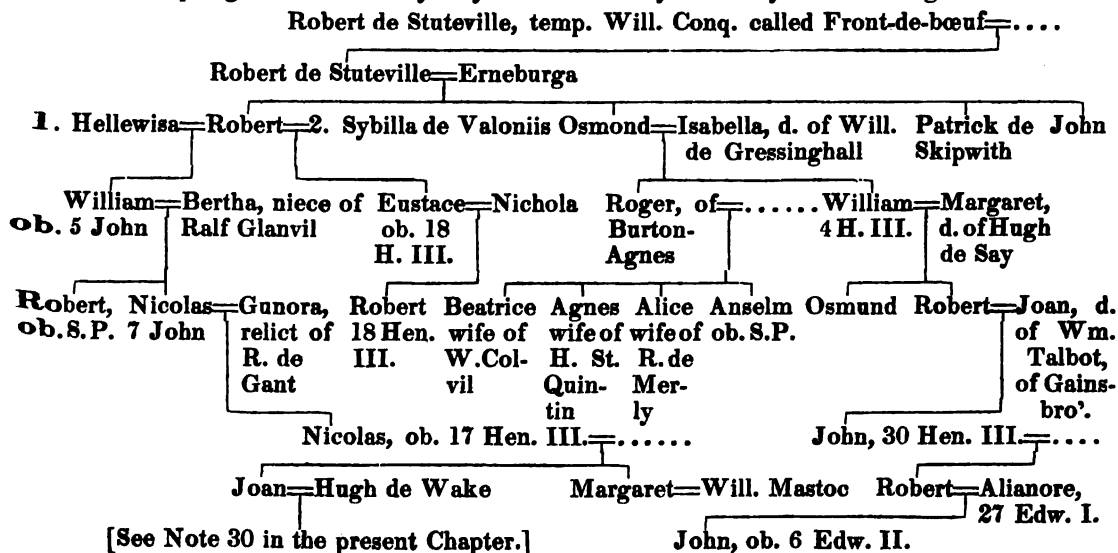 Robert de Stuteville, temp. Will. Conq. called Front-de-bœuf=....
Robert de Stuteville=Erneburga
1. Hellewisa=Robert=2. Sybilla de Valoniis Osmond=Isabella, d. of Will. Patrick de John
de Gressinghall Skipwith
William=Bertha, niece of Eustace=Nichola Roger, of=...... William=Margaret,
ob. 5 John Ralf Glanvil ob. 18 Burton- 4 H. III. d. of Hugh
H. III. Agnes de Say
Robert, Nicolas=Gunora, Robert Beatrice Agnes Alice Anselm Osmund Robert=Joan, d.
ob. S.P. 7 John relict of 18 Hen. wife of wife of wife of ob. S.P. of Wm.
R. de III. W. Col- H. St. R. de Talbot,
Gant vil Quin- Mer- of Gains-
tin ly bro'.
Nicolas, ob. 17 Hen. III.=...... John, 30 Hen. III.=....
Joan=Hugh de Wake Margaret=Will. Mastoc Robert=Alianore,
27 Edw. I.
[See Note 30 in the present Chapter.] John, ob. 6 Edw. II.